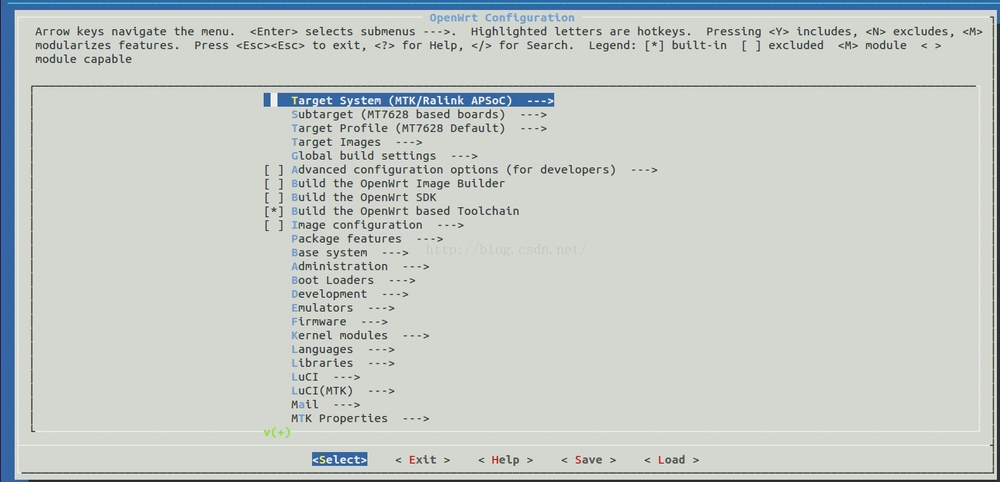 OpenWrt Configuration
Arrow keys navigate the menu.  <Enter> selects submenus --->.  Highlighted letters are hotkeys.  Pressing <Y> includes, <N> excludes, <M>
modularizes features.  Press <Esc><Esc> to exit, <?> for Help, </> for Search.  Legend: [*] built-in  [ ] excluded  <M> module  < >
module capable
Target System (MTK/Ralink APSoC)  --->
Subtarget (MT7628 based boards)  --->
Target Profile (MT7628 Default)  --->
Target Images  --->
Global build settings  --->
[ ] Advanced configuration options (for developers)  --->
[ ] Build the OpenWrt Image Builder
[ ] Build the OpenWrt SDK
[*] Build the OpenWrt based Toolchain
[ ] Image configuration  --->
Package features  --->
Base system  --->
http://blog.csdn.net/
Administration  --->
Boot Loaders  --->
Development  --->
Emulators  --->
Firmware  --->
Kernel modules  --->
Languages  --->
Libraries  --->
LuCI  --->
LuCI(MTK)  --->
Mail  --->
MTK Properties  --->
v(+)
<Select>    < Exit >    < Help >    < Save >    < Load >